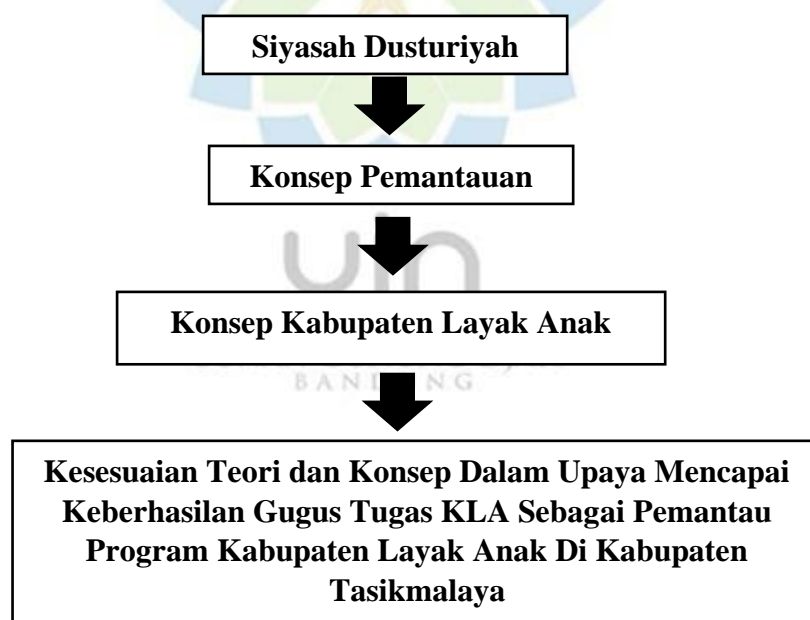 Siyasah Dusturiyah
Konsep Pemantauan
uin
Konsep Kabupaten Layak Anak
BANDUNG
Kesesuaian Teori dan Konsep Dalam Upaya Mencapai
Keberhasilan Gugus Tugas KLA Sebagai Pemantau
Program Kabupaten Layak Anak Di Kabupaten
Tasikmalaya